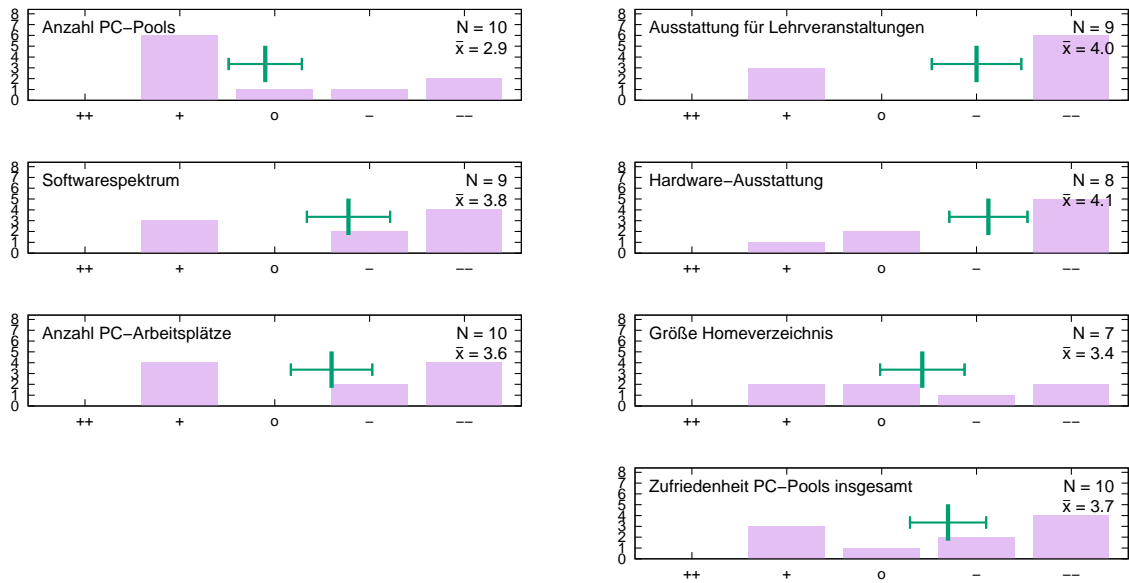 Anzahl PC−Pools
N = 10
x̄ = 2.9
8
7
6
5
4
3
2
1
0
++ + o − −−
Ausstattung für Lehrveranstaltungen
N = 9
x̄ = 4.0
8
7
6
5
4
3
2
1
0
++ + o − −−
Softwarespektrum
N = 9
x̄ = 3.8
8
7
6
5
4
3
2
1
0
++ + o − −−
Hardware−Ausstattung
N = 8
x̄ = 4.1
8
7
6
5
4
3
2
1
0
++ + o − −−
Anzahl PC−Arbeitsplätze
N = 10
x̄ = 3.6
8
7
6
5
4
3
2
1
0
++ + o − −−
Größe Homeverzeichnis
N = 7
x̄ = 3.4
8
7
6
5
4
3
2
1
0
++ + o − −−
Zufriedenheit PC−Pools insgesamt
N = 10
x̄ = 3.7
8
7
6
5
4
3
2
1
0
++ + o − −−